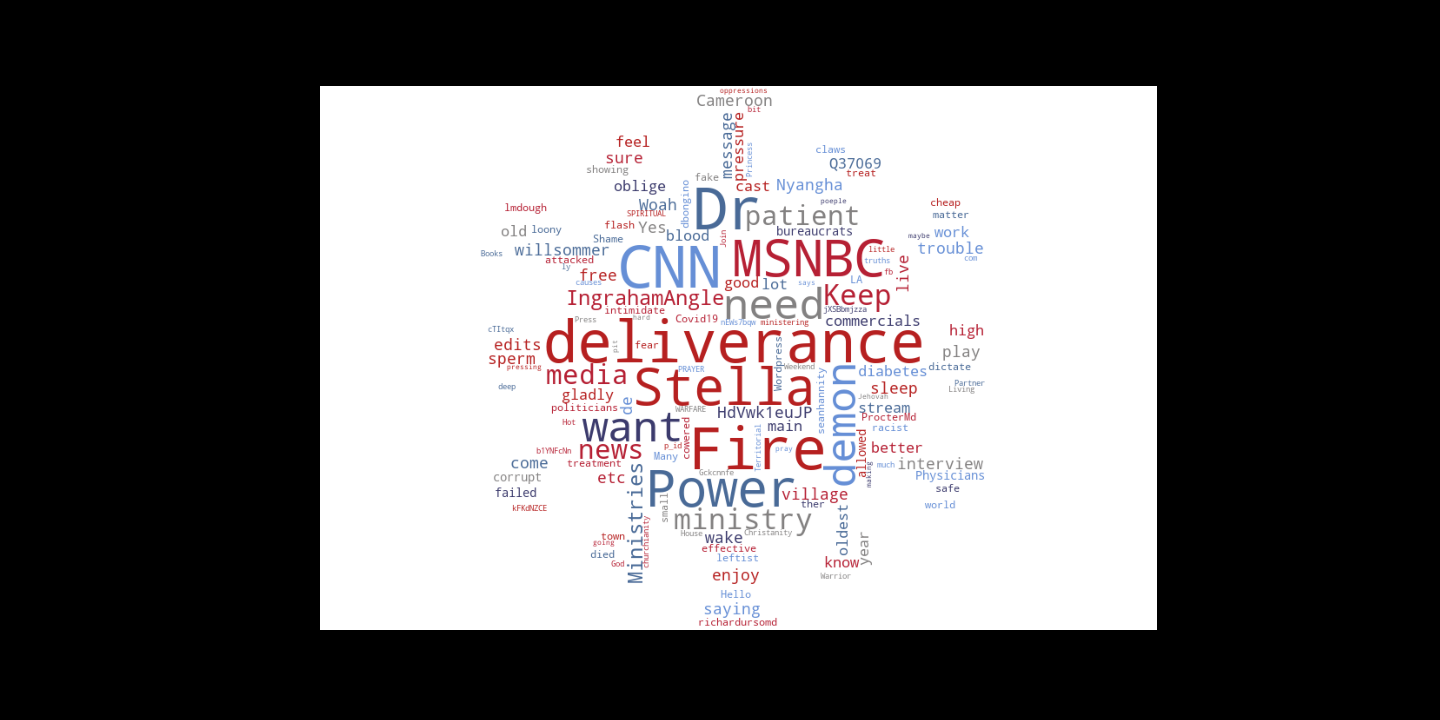 oppressions
Cameroon
bit
message
pressure
Princess
feel
sure
showing
claws
Q37069
treat
fake
oblige
cast
Nyangha
dbongino
Woah
Dr
patient
poeple
cheap
matter
lmdough
SPIRITUAL
flash
Yes
old
loony
Shame
blood
Join
bureaucrats
maybe
work
Books
willsommer
attacked
ly
CNN
MSNBC
little
truths
trouble
com
free
causes
good
lot
says
LA
fb
live
IngrahamAngle
need
Keep
intimidate
Press
hard
Covid19
nEWs7bqw
ministering
jX5Bbmjzza
commercials
cTItqx
high
edits
deliverance
pit
fear
play
sperm
pressing
media
PRAYER
Stella
Wordpress
Weekend
seanhannity
demon
diabetes
dictate
deep
Partner
Living
gladly
sleep
Jehovah
politicians
de
WARFARE
HdVwk1euJP
stream
ProcterMd
Hot
want
cowered
main
racist
b1YNFcNn
news
p_id
Many
Fire
Territorial
pray
allowed
better
come
treatment
making
much
interview
corrupt
etc
Gckcnnfe
Physicians
failed
Ministries
Power
village
safe
kFKdNZCE
small
ther
world
ministry
oldest
town
going
churchianity
House
wake
Christanity
year
died
God
effective
leftist
know
enjoy
Warrior
Hello
saying
richardursomd